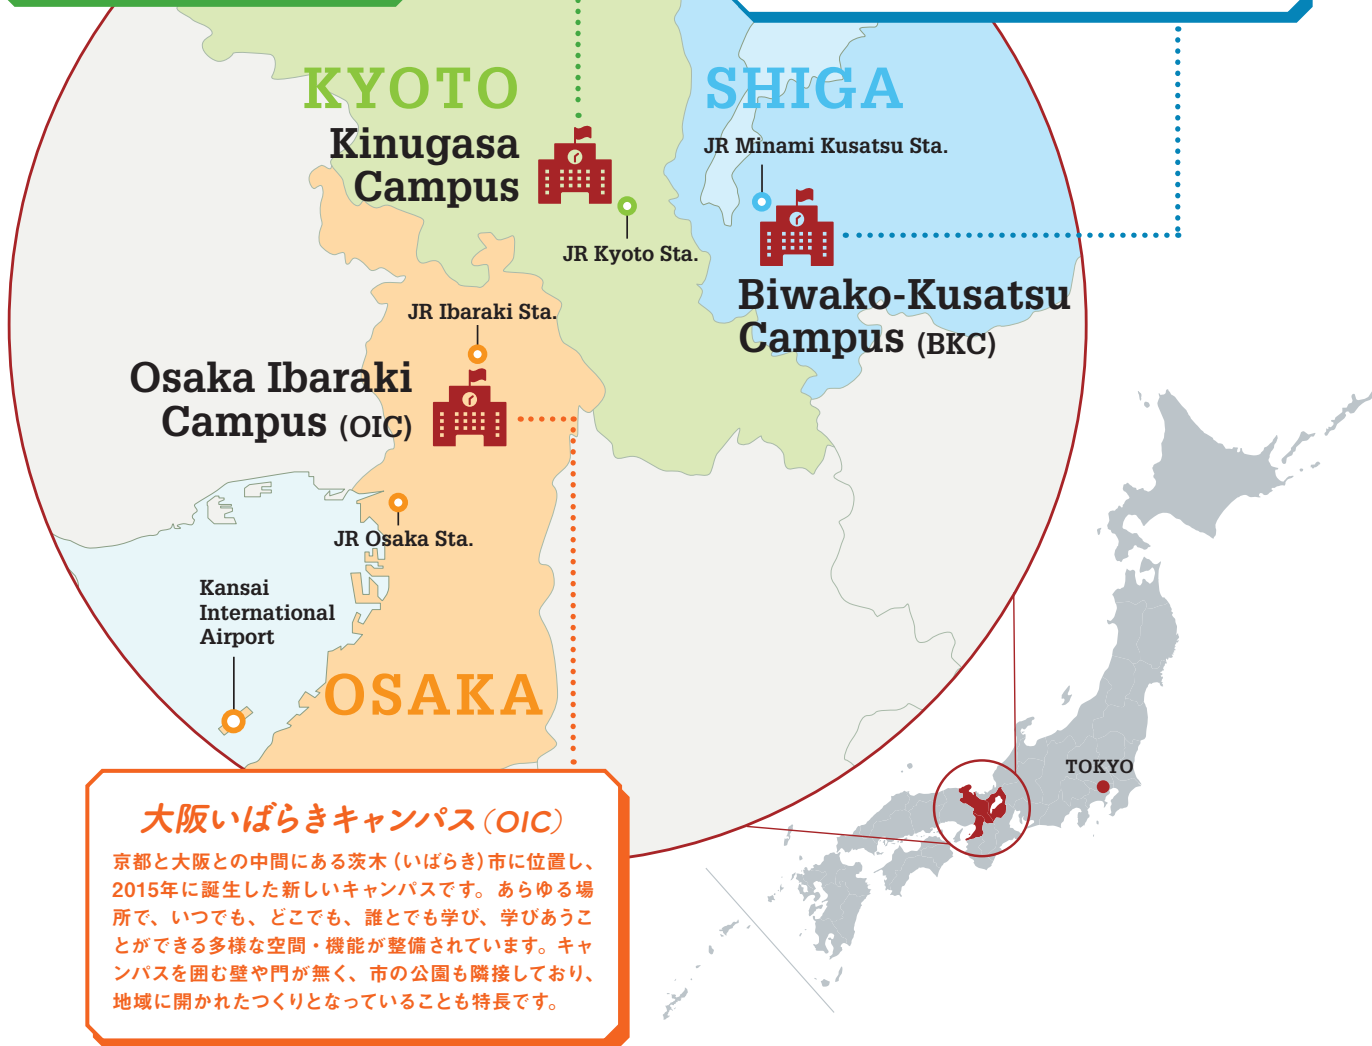 KYOTO
SHIGA
Kinugasa
Campus
JR Minami Kusatsu Sta.
JR Kyoto Sta.
Biwako-Kusatsu
Campus (BKC)
JR Ibaraki Sta.
Osaka Ibaraki
Campus (OIC)
JR Osaka Sta.
Kansai
International
Airport
OSAKA
TOKYO
大阪いばらきキャンパス（OIC）
京都と大阪との中間にある茨木（いばらき）市に位置し、
2015年に誕生した新しいキャンパスです。あらゆる場
所で、いつでも、どこでも、誰とでも学び、学びあうこ
とができる多様な空間・機能が整備されています。キャ
ンパスを囲む壁や門が無く、市の公園も隣接しており、
地域に開かれたつくりとなっていることも特長です。